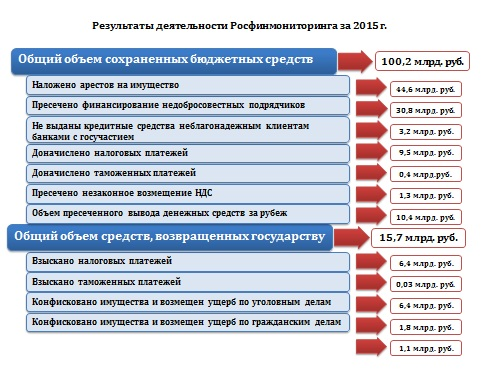 Результаты деятельности Росфинмониторинга за 2015 г.
Общий объем сохраненных бюджетных средств
100,2 млрд. руб.
Наложено арестов на имущество
44,6 млрд. руб.
Пресечено финансирование недобросовестных подрядчиков
30,8 млрд. руб.
Не выданы кредитные средства неблагонадежным клиентам
банками с госучастием
3,2 млрд. руб.
Доначислено налоговых платежей
9,5 млрд. руб.
Доначислено таможенных платежей
0,4 млрд.руб.
Пресечено незаконное возмещение НДС
1,3 млрд. руб.
Объем пресеченного вывода денежных средств за рубеж
10,4 млрд. руб.
Общий объем средств, возвращенных государству
15,7 млрд. руб.
Взыскано налоговых платежей
6,4 млрд. руб.
Взыскано таможенных платежей
0,03 млрд. руб.
Конфисковано имущества и возмещен ущерб по уголовным делам
6,4 млрд. руб.
Конфисковано имущества и возмещен ущерб по гражданским делам
1,8 млрд. руб.
1,1 млрд. руб.